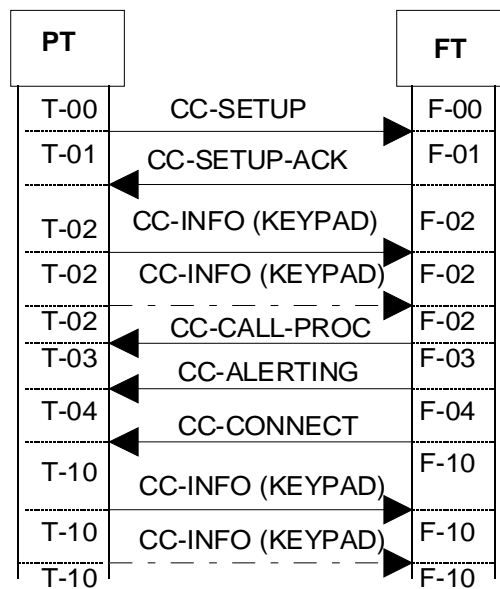 PT FT
T-00 CC-SETUP F-00
T-01 CC-SETUP-ACK F-01
T-02 CC-INFO (KEYPAD) F-02
T-02 CC-INFO (KEYPAD) F-02
T-02 CC-CALL-PROC F-02
T-03 CC-ALERTING F-03
T-04 CC-CONNECT F-04
T-10 CC-INFO (KEYPAD) F-10
T-10 CC-INFO (KEYPAD) F-10
T-10 F-10